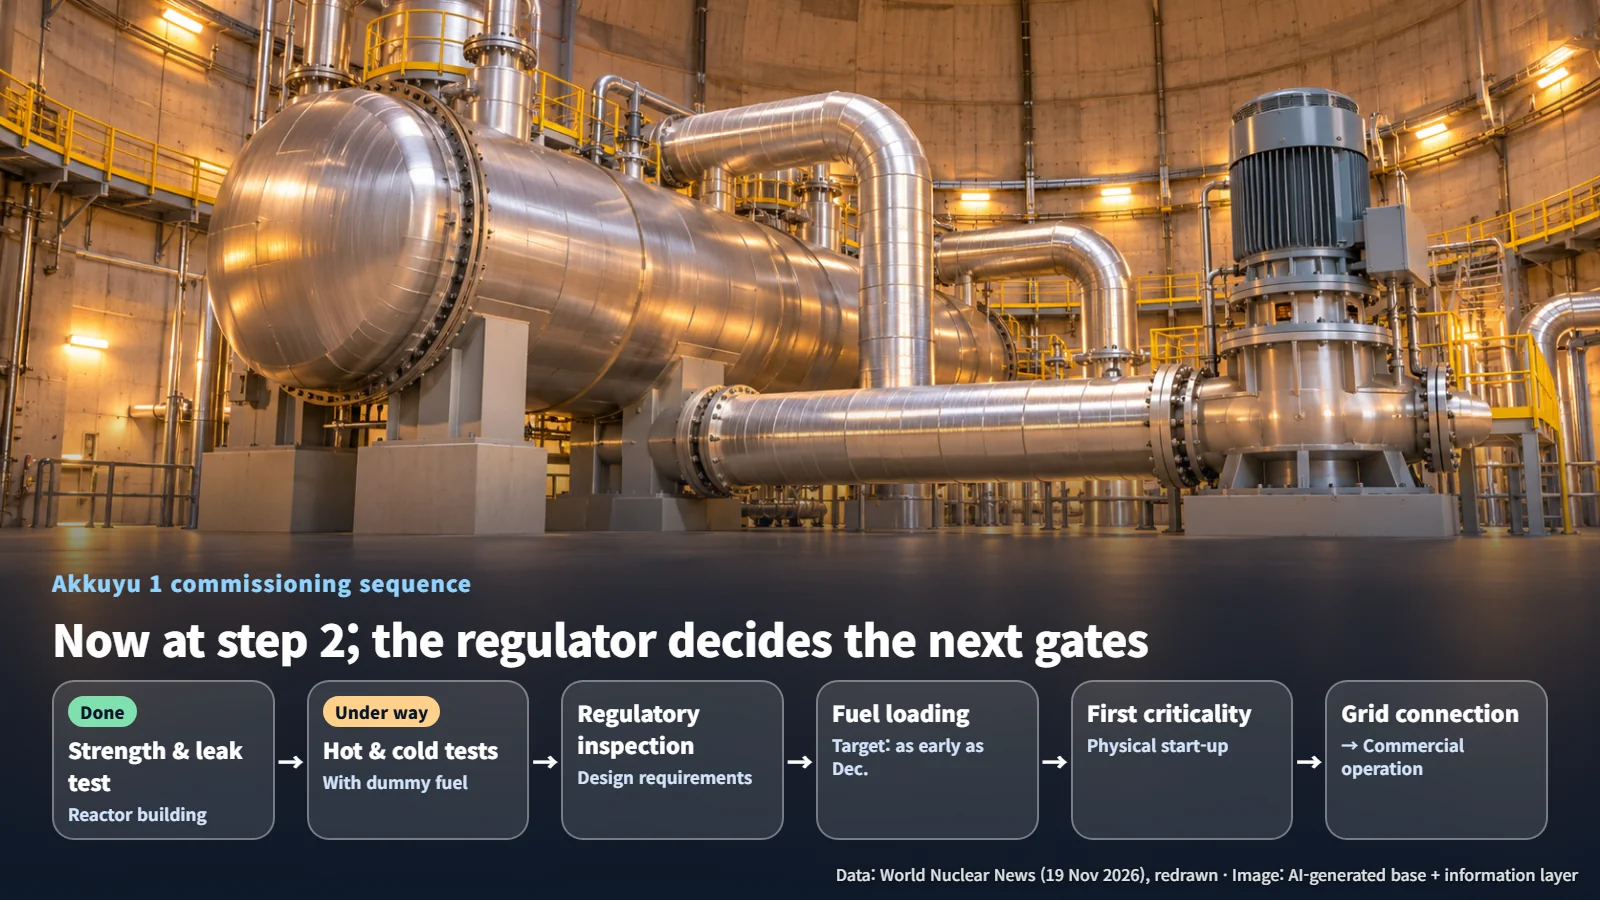 Akkuyu 1 commissioning sequence
Now at step 2; the regulator decides the next gates
Done
Strength & leak
test
Reactor building
→
Under way
Hot & cold tests
With dummy fuel
→
Regulatory
inspection
Design requirements
→
Fuel loading
Target: as early as
Dec.
→
First criticality
Physical start-up
→
Grid connection
→ Commercial
operation
Data: World Nuclear News (19 Nov 2026), redrawn · Image: AI-generated base + information layer